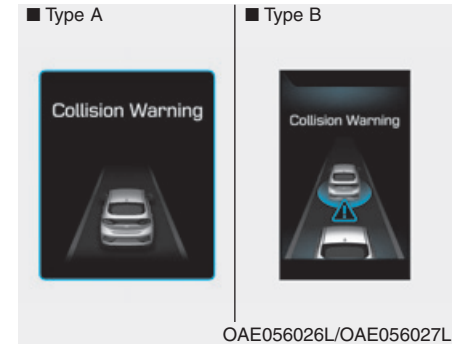 ■ Type A
■ Type B
Collision Warning
Collision Warning
OAE056026L/OAE056027L